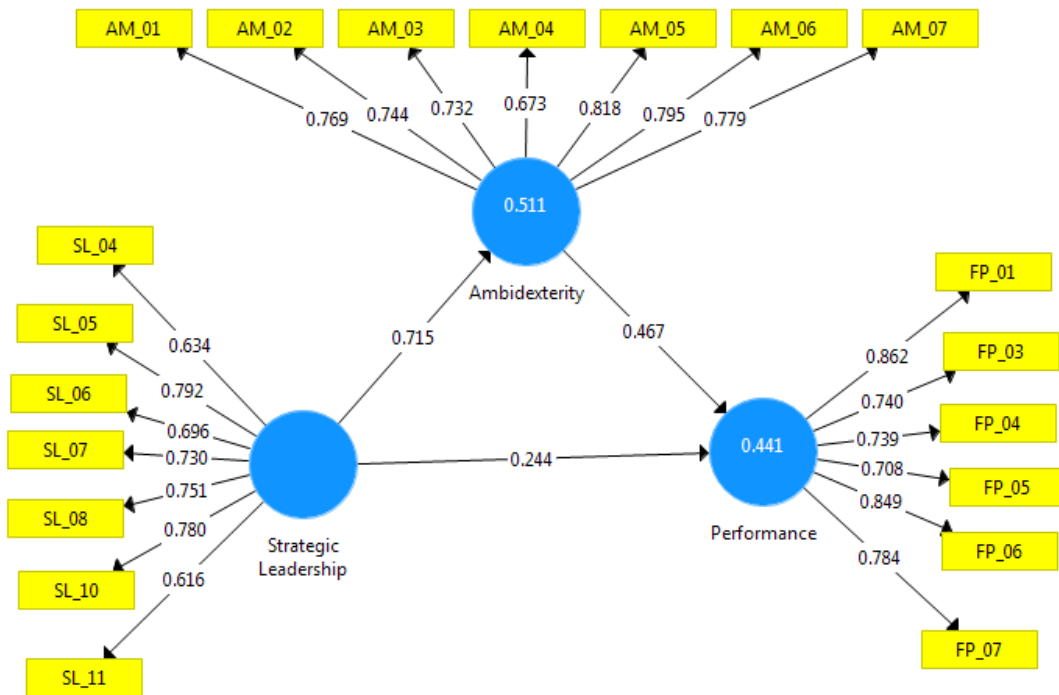 AM_01
AM_02
AM_03
AM_04
AM_05
AM_06
AM_07
0.769
0.744
0.732
0.673
0.818
0.795
0.779
0.511
Ambidexterity
SL_04
SL_05
SL_06
SL_07
SL_08
SL_10
SL_11
0.634
0.792
0.696
0.730
0.751
0.780
0.616
Strategic
Leadership
0.715
0.467
0.244
0.441
Performance
FP_01
FP_03
FP_04
FP_05
FP_06
FP_07
0.862
0.740
0.739
0.708
0.849
0.784